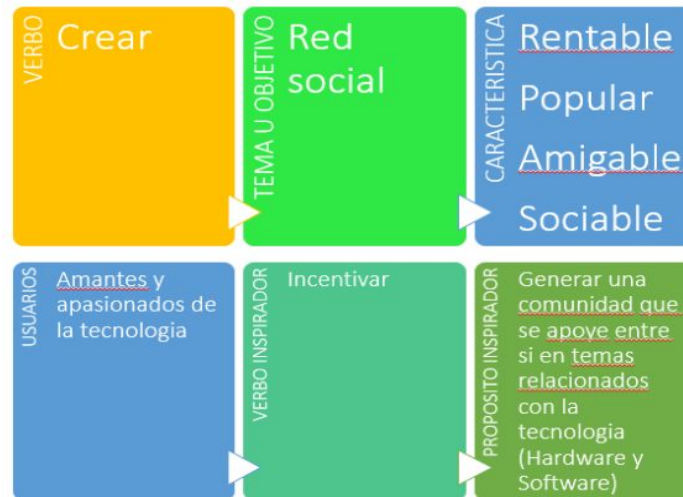 VERBO
Crear
TEMA U OBJETIVO
Red
social
CARACTERISTICA
Rentable
Popular
Amigable
Sociable
USUARIOS
Amantes y
apasionados de
la tecnologia
VERBO INSPIRADOR
Incentivar
PROPOSITO INSPIRADOR
Generar una
comunidad que
se apoye entre
si en temas
relacionados
con la
tecnologia
(Hardware y
Software)